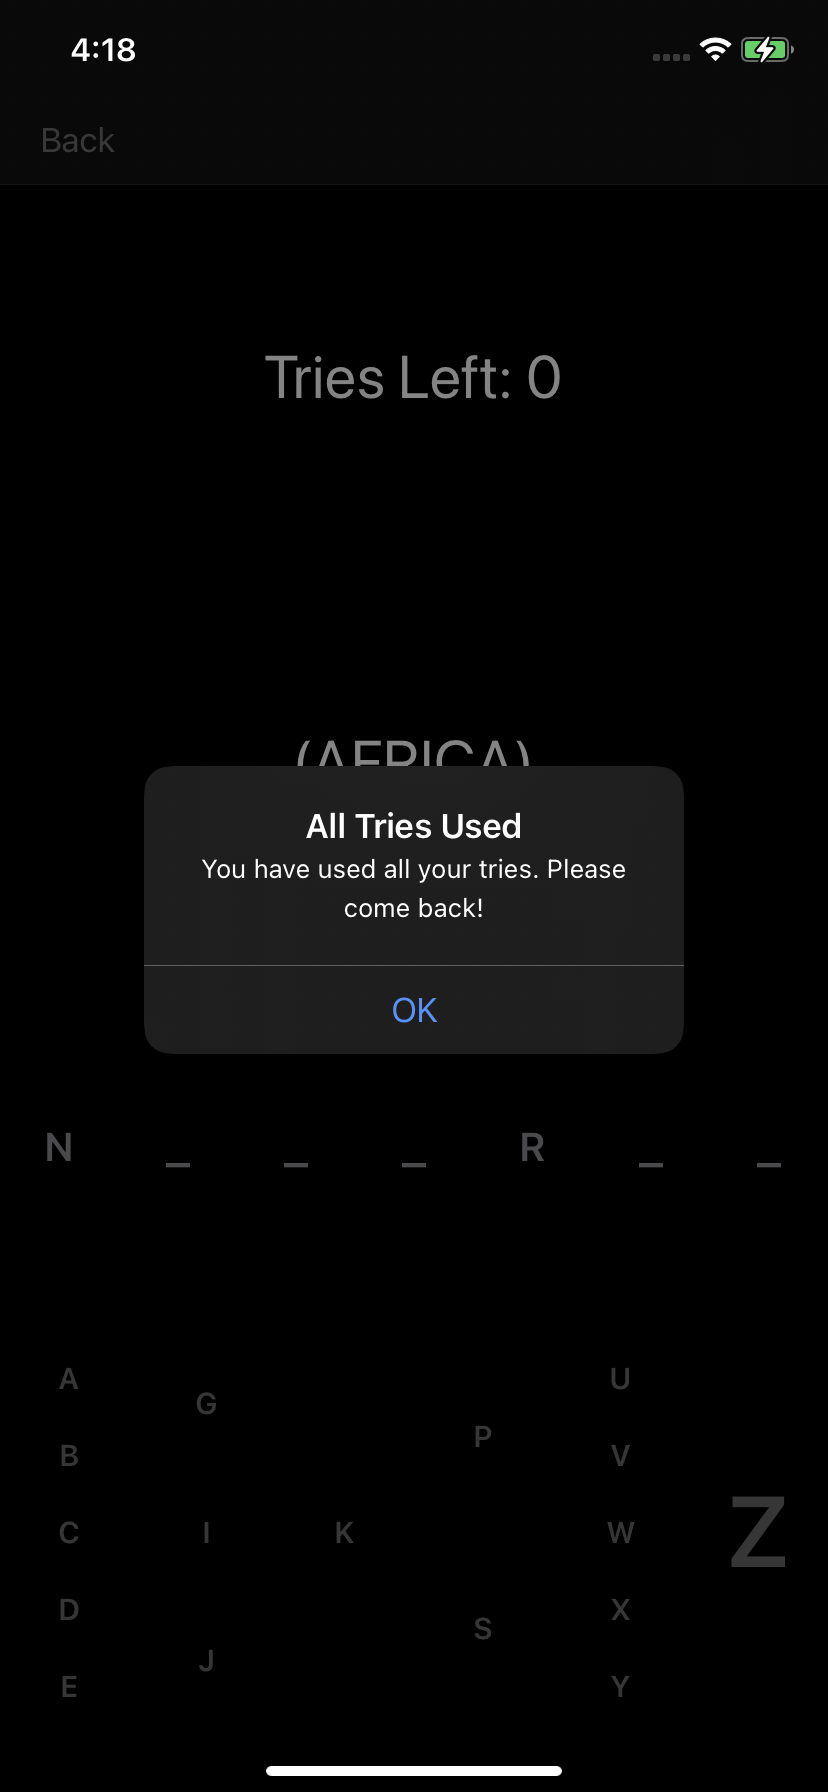 4:18
Back
Tries Left: 0
(AFRICA)
All Tries Used
You have used all your tries. Please
come back!
OK
N _ _ _ R _ _
A G U
B P V
C I K W Z
D S X
E J Y